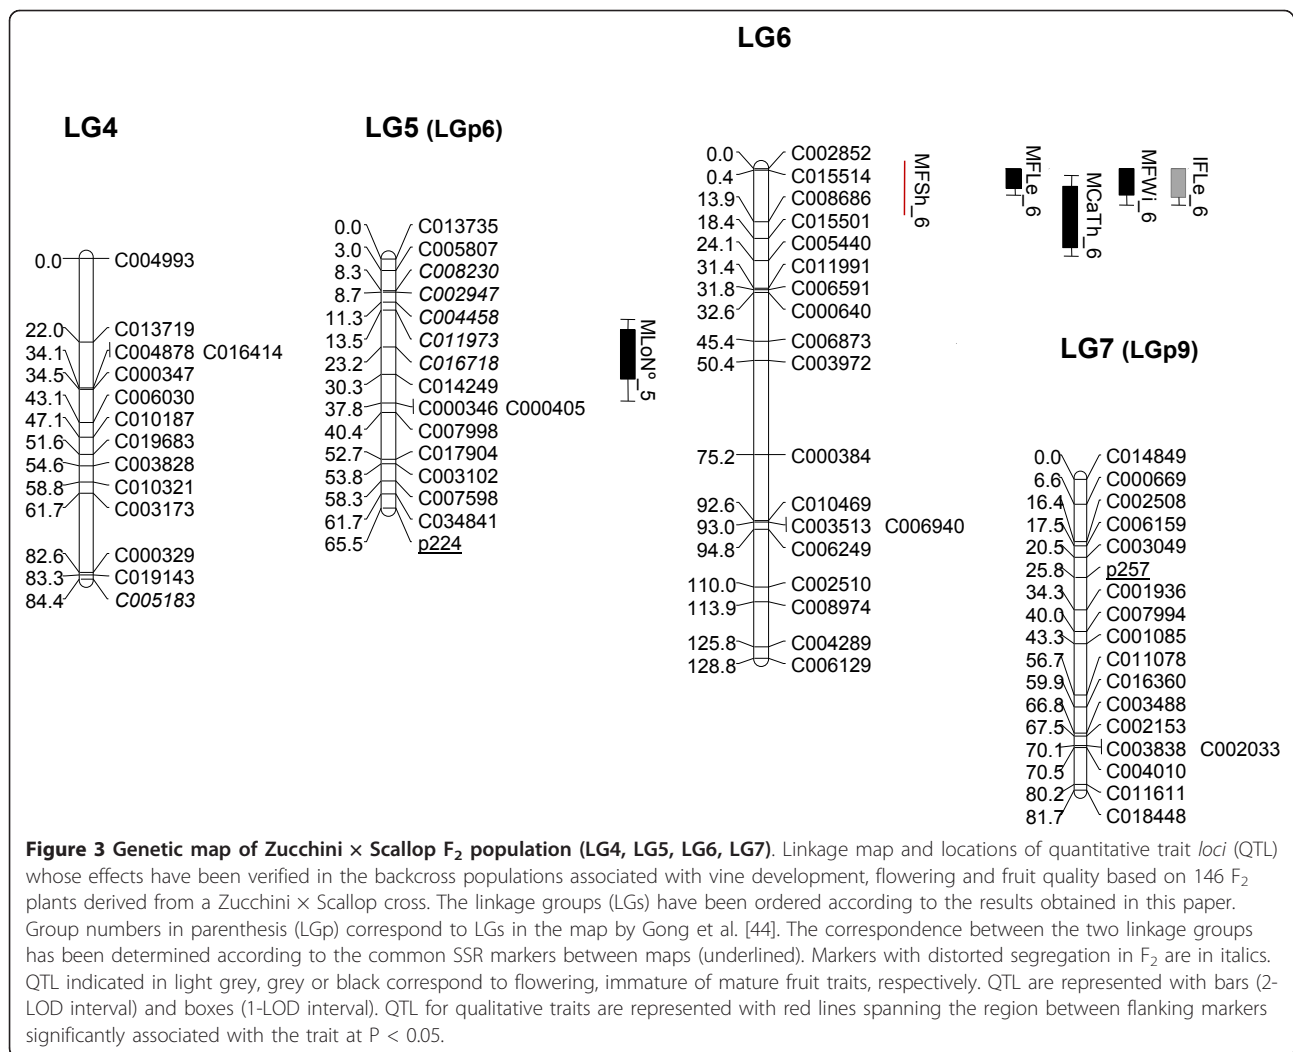 LG6
LG4
LG5 (LGp6)
0.0 C002852
0.4 C015514
13.9 C008686
18.4 C015501
24.1 C005440
31.4 C011991
31.8 C006591
32.6 C000640
45.4 C006873
50.4 C003972
75.2 C000384
92.6 C010469
93.0 C003513 C006940
94.8 C006249
110.0 C002510
113.9 C008974
125.8 C004289
128.8 C006129
MFSh_6
MFLe_6
MCaTh_6
MFWi_6
IFLe_6
0.0 C004993
22.0 C013719
34.1 C004878 C016414
34.5 C000347
43.1 C006030
47.1 C010187
51.6 C019683
54.6 C003828
58.8 C010321
61.7 C003173
82.6 C000329
83.3 C019143
84.4 C005183
0.0 C013735
3.0 C005807
8.3 C008230
8.7 C002947
11.3 C004458
13.5 C011973
23.2 C016718
30.3 C014249
37.8 C000346 C000405
40.4 C007998
52.7 C017904
53.8 C003102
58.3 C007598
61.7 C034841
65.5 p224
MLoNº_5
LG7 (LGp9)
0.0 C014849
6.6 C000669
16.4 C002508
17.5 C006159
20.5 C003049
25.8 p257
34.3 C001936
40.0 C007994
43.3 C001085
56.7 C011078
59.9 C016360
66.8 C003488
67.5 C002153
70.1 C003838 C002033
70.5 C004010
80.2 C011611
81.7 C018448
Figure 3 Genetic map of Zucchini × Scallop F2 population (LG4, LG5, LG6, LG7). Linkage map and locations of quantitative trait loci (QTL)
whose effects have been verified in the backcross populations associated with vine development, flowering and fruit quality based on 146 F2
plants derived from a Zucchini × Scallop cross. The linkage groups (LGs) have been ordered according to the results obtained in this paper.
Group numbers in parenthesis (LGp) correspond to LGs in the map by Gong et al. [44]. The correspondence between the two linkage groups
has been determined according to the common SSR markers between maps (underlined). Markers with distorted segregation in F2 are in italics.
QTL indicated in light grey, grey or black correspond to flowering, immature of mature fruit traits, respectively. QTL are represented with bars (2-
LOD interval) and boxes (1-LOD interval). QTL for qualitative traits are represented with red lines spanning the region between flanking markers
significantly associated with the trait at P < 0.05.